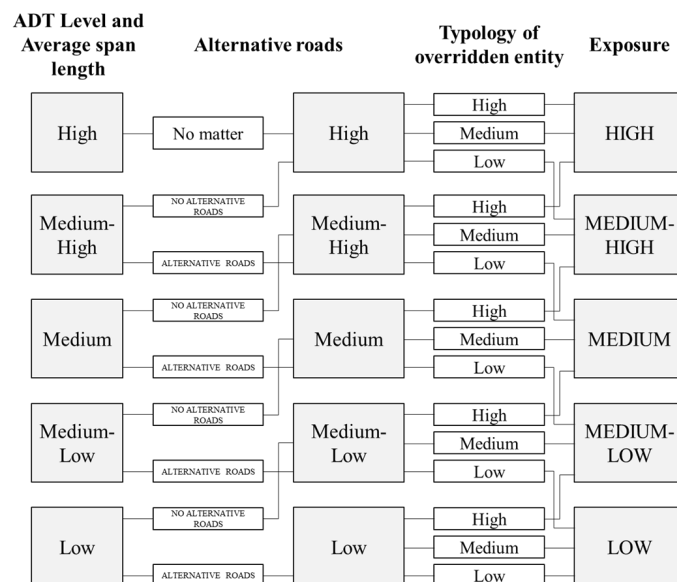 ADT Level and
Average span
length
Alternative roads
Typology of
overridden entity
Exposure
High
No matter
High
High
Medium
Low
HIGH
Medium-
High
NO ALTERNATIVE
ROADS
ALTERNATIVE ROADS
Medium-
High
High
Medium
Low
MEDIUM-
HIGH
Medium
NO ALTERNATIVE
ROADS
ALTERNATIVE ROADS
Medium
High
Medium
Low
MEDIUM
Medium-
Low
NO ALTERNATIVE
ROADS
ALTERNATIVE ROADS
Medium-
Low
High
Medium
Low
MEDIUM-
LOW
Low
NO ALTERNATIVE
ROADS
ALTERNATIVE ROADS
Low
High
Medium
Low
LOW